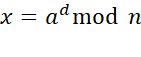 x = a^d mod n